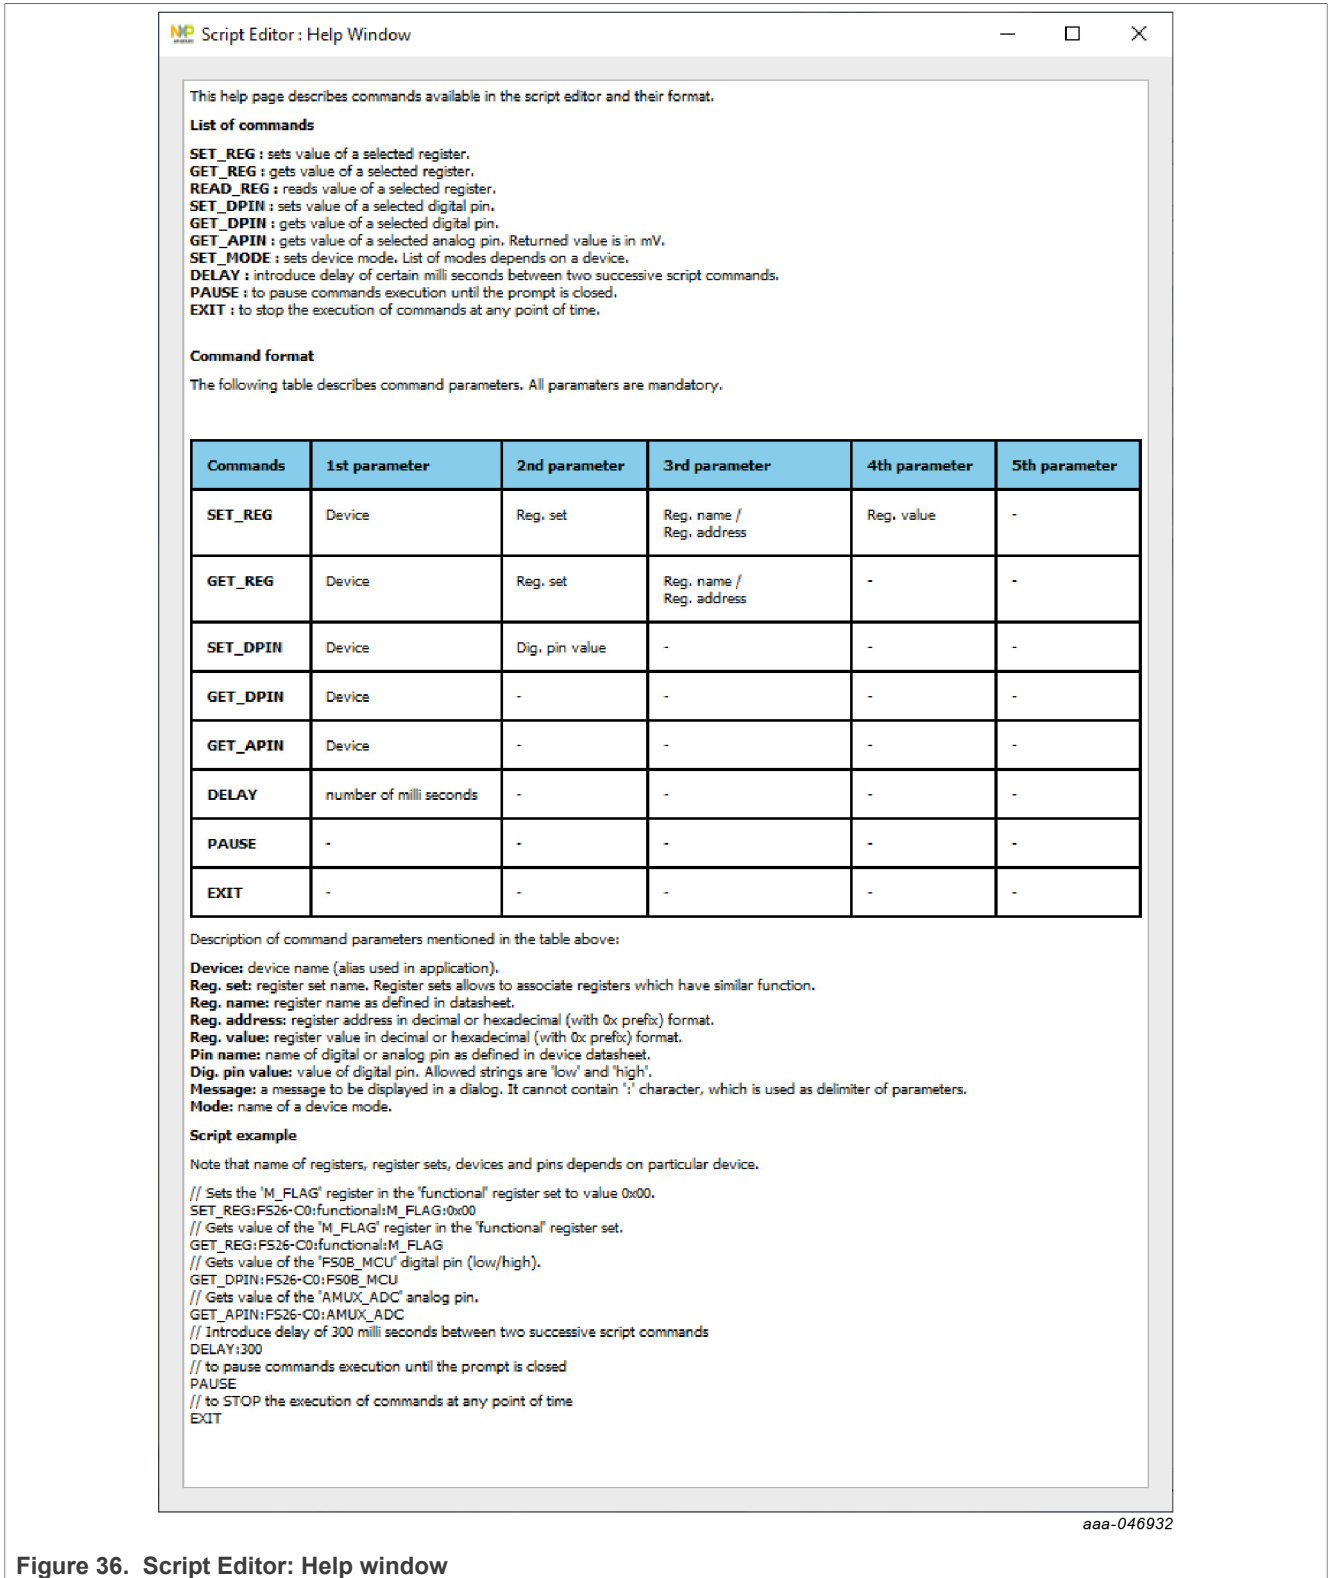 NXP Script Editor : Help Window
This help page describes commands available in the script editor and their format.
List of commands
SET_REG : sets value of a selected register.
GET_REG : gets value of a selected register.
READ_REG : reads value of a selected register.
SET_DPIN : sets value of a selected digital pin.
GET_DPIN : gets value of a selected digital pin.
GET_APIN : gets value of a selected analog pin. Returned value is in mV.
SET_MODE : sets device mode. List of modes depends on a device.
DELAY : introduce delay of certain milli seconds between two successive script commands.
PAUSE : to pause commands execution until the prompt is closed.
EXIT : to stop the execution of commands at any point of time.
Command format
The following table describes command parameters. All paramaters are mandatory.
Commands 1st parameter 2nd parameter 3rd parameter 4th parameter 5th parameter
SET_REG Device Reg. set Reg. name / Reg. value -
Reg. address
GET_REG Device Reg. set Reg. name / - -
Reg. address
SET_DPIN Device Dig. pin value - - -
GET_DPIN Device - - - -
GET_APIN Device - - - -
DELAY number of milli seconds - - - -
PAUSE - - - - -
EXIT - - - - -
Description of command parameters mentioned in the table above:
Device: device name (alias used in application).
Reg. set: register set name. Register sets allows to associate registers which have similar function.
Reg. name: register name as defined in datasheet.
Reg. address: register address in decimal or hexadecimal (with 0x prefix) format.
Reg. value: register value in decimal or hexadecimal (with 0x prefix) format.
Pin name: name of digital or analog pin as defined in device datasheet.
Dig. pin value: value of digital pin. Allowed strings are 'low' and 'high'.
Message: a message to be displayed in a dialog. It cannot contain ':' character, which is used as delimiter of parameters.
Mode: name of a device mode.
Script example
Note that name of registers, register sets, devices and pins depends on particular device.
// Sets the 'M_FLAG' register in the 'functional' register set to value 0x00.
SET_REG:FS26-C0:functional:M_FLAG:0x00
// Gets value of the 'M_FLAG' register in the 'functional' register set.
GET_REG:FS26-C0:functional:M_FLAG
// Gets value of the 'FS0B_MCU' digital pin (low/high).
GET_DPIN:FS26-C0:FS0B_MCU
// Gets value of the 'AMUX_ADC' analog pin.
GET_APIN:FS26-C0:AMUX_ADC
// Introduce delay of 300 milli seconds between two successive script commands
DELAY:300
// to pause commands execution until the prompt is closed
PAUSE
// to STOP the execution of commands at any point of time
EXIT
aaa-046932
Figure 36. Script Editor: Help window